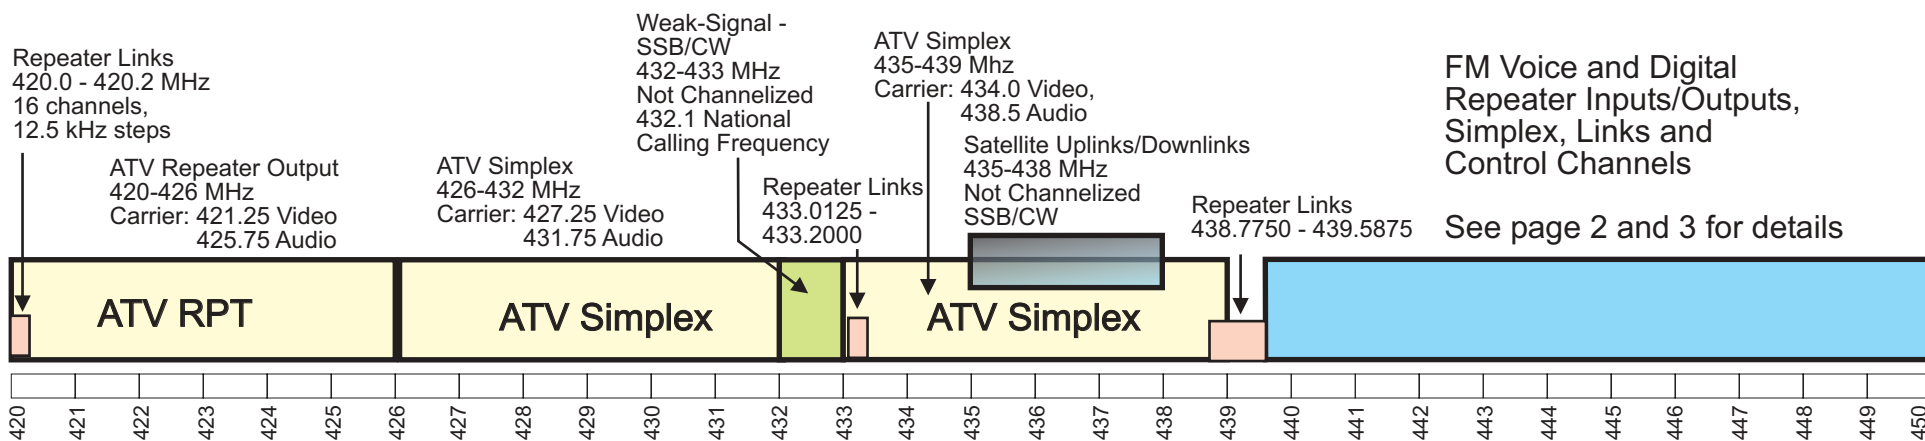 Repeater Links
420.0 - 420.2 MHz
16 channels,
12.5 kHz steps
ATV Repeater Output
420-426 MHz
Carrier: 421.25 Video
425.75 Audio
ATV Simplex
426-432 MHz
Carrier: 427.25 Video
431.75 Audio
Weak-Signal -
SSB/CW
432-433 MHz
Not Channelized
432.1 National
Calling Frequency
Repeater Links
433.0125 -
433.2000
ATV Simplex
435-439 Mhz
Carrier: 434.0 Video,
438.5 Audio
Satellite Uplinks/Downlinks
435-438 MHz
Not Channelized
SSB/CW
Repeater Links
438.7750 - 439.5875
FM Voice and Digital
Repeater Inputs/Outputs,
Simplex, Links and
Control Channels
See page 2 and 3 for details
ATV RPT
ATV Simplex
ATV Simplex
420
421
422
423
424
425
426
427
428
429
430
431
432
433
434
435
436
437
438
439
440
441
442
443
444
445
446
447
448
449
450